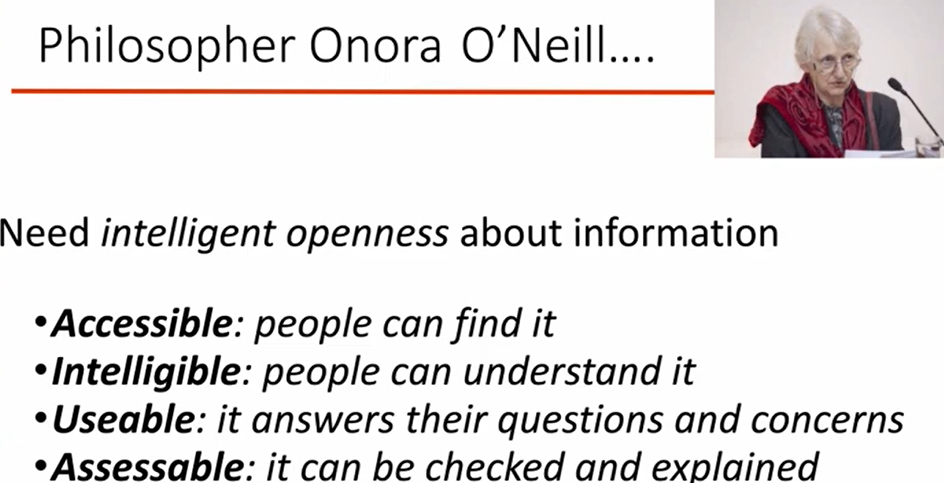 Philosopher Onora O’Neill....
Need intelligent openness about information
•Accessible: people can find it
•Intelligible: people can understand it
•Useable: it answers their questions and concerns
•Assessable: it can be checked and explained